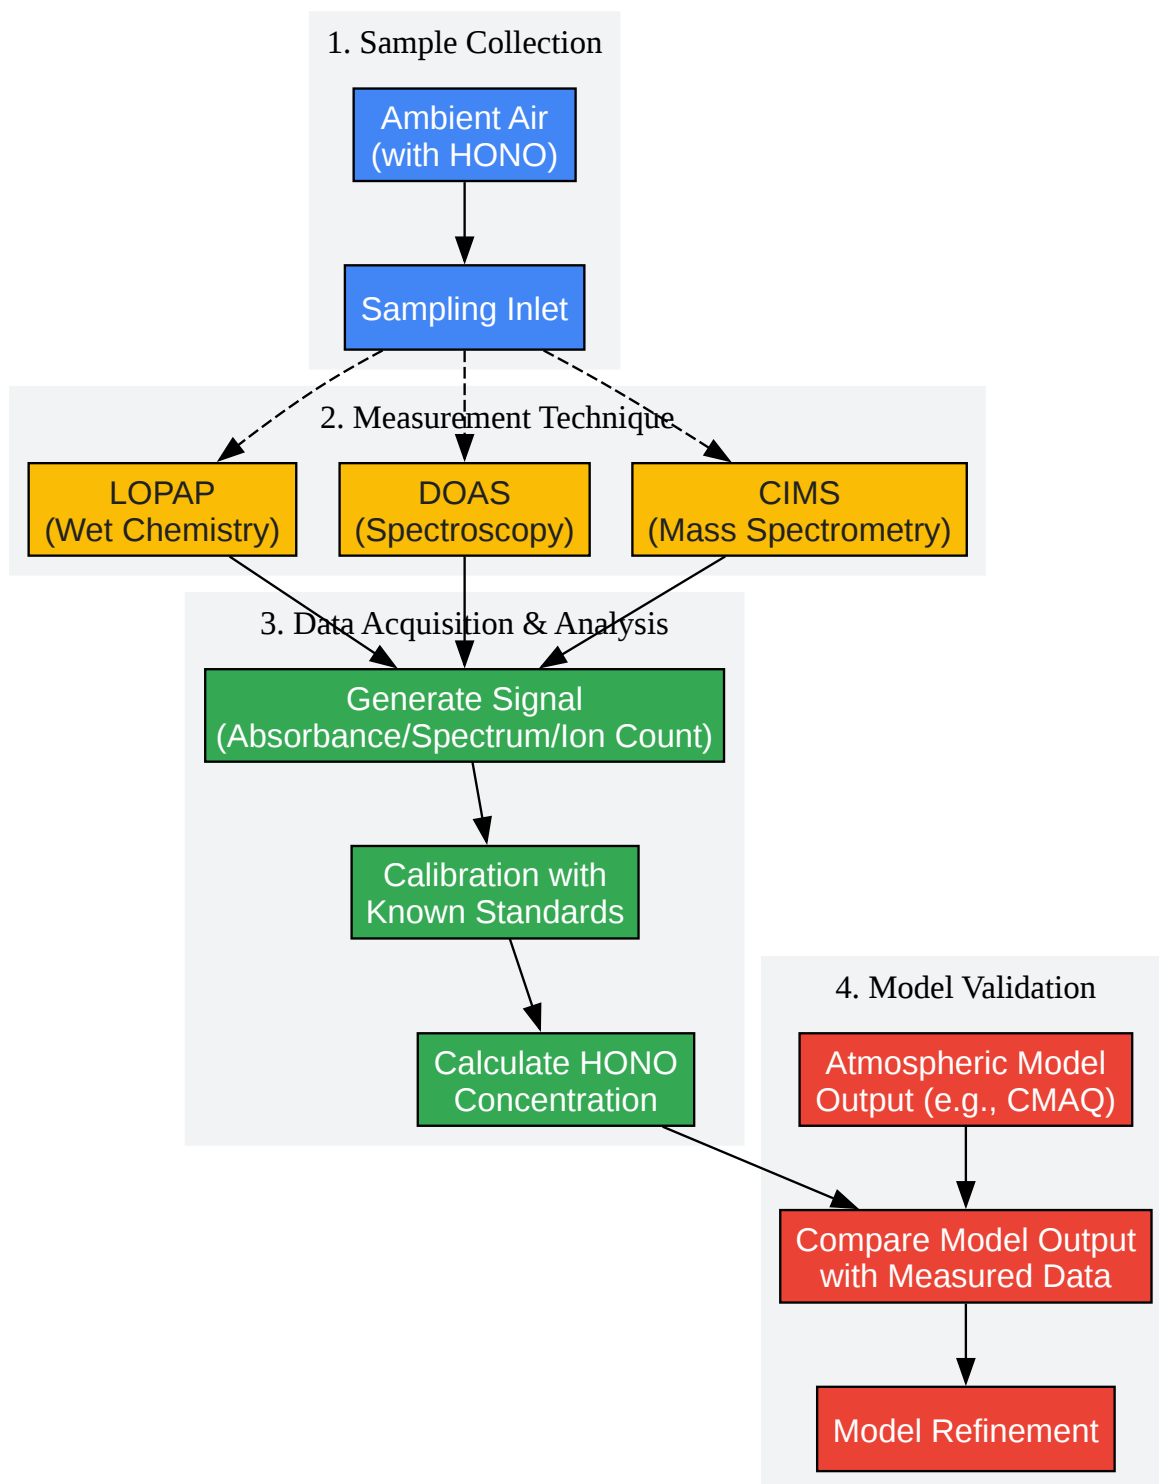 1. Sample Collection
Ambient Air
(with HONO)
Sampling Inlet
2. Measurement Technique
LOPAP
(Wet Chemistry)
DOAS
(Spectroscopy)
CIMS
(Mass Spectrometry)
3. Data Acquisition & Analysis
Generate Signal
(Absorbance/Spectrum/Ion Count)
Calibration with
Known Standards
Calculate HONO
Concentration
4. Model Validation
Atmospheric Model
Output (e.g., CMAQ)
Compare Model Output
with Measured Data
Model Refinement